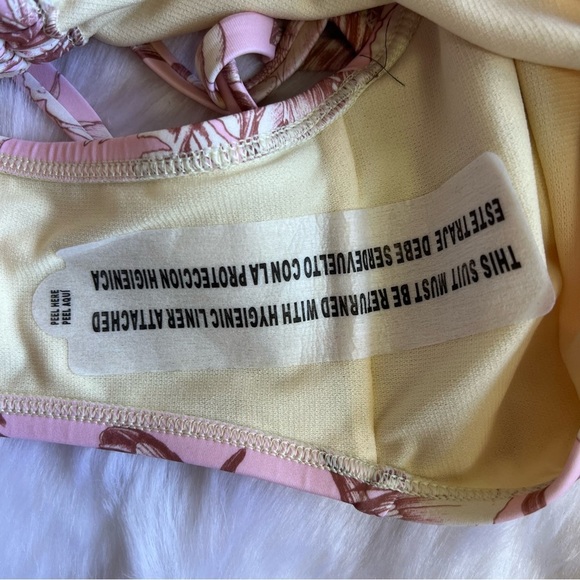 THIS SUIT MUST BE RETURNED WITH HYGIENIC LINER ATTACHED
ESTE TRAJE DEBE SERDEVUELTO CON LA PROTECCION HIGIENICA
PEEL HERE
PEEL AQUÍ